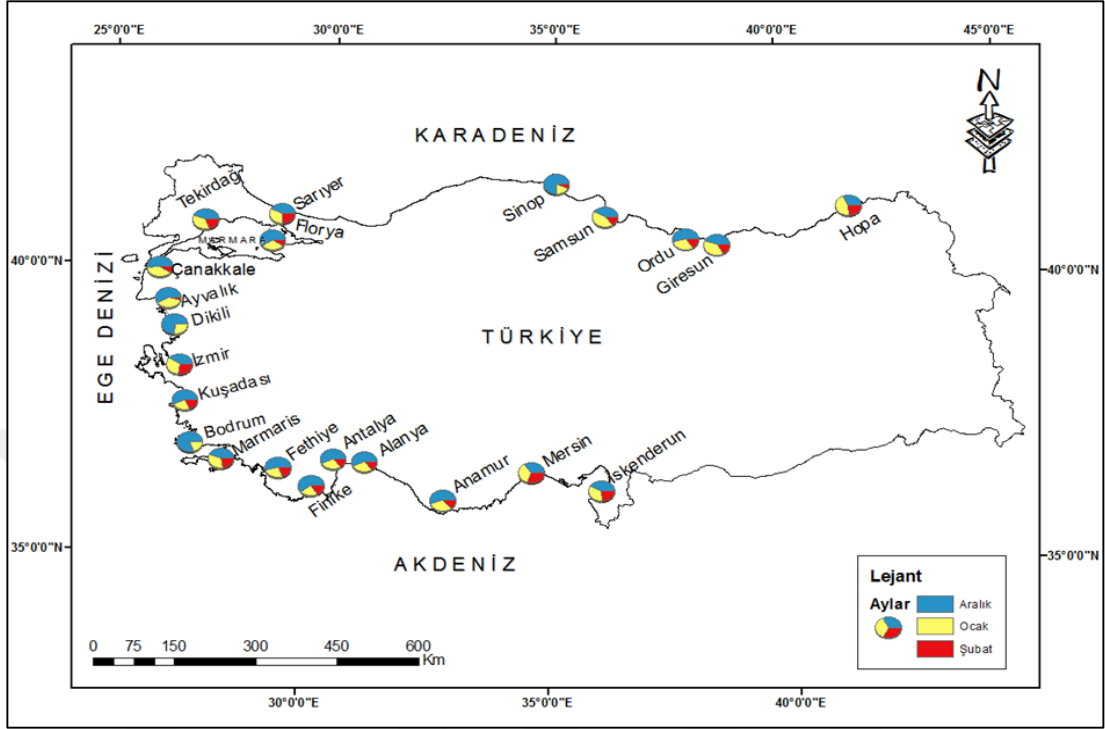 25°0'0"E 30°0'0"E 35°0'0"E 40°0'0"E 45°0'0"E
N
KARADENİZ
Tekirdağ
Sarıyer
Florya
MARMARA
Sinop
Samsun
Ordu
Giresun
Hopa
40°0'0"N
40°0'0"N
Çanakkale
Ayvalık
Dikili
EGE DENİZİ
TÜRKİYE
İzmir
Kuşadası
Bodrum
Marmaris
Fethiye
Finike
Antalya
Alanya
Anamur
Mersin
İskenderun
35°0'0"N
35°0'0"N
AKDENİZ
Lejant
Aylar
Aralık
Ocak
Şubat
0 75 150 300 450 600
Km
30°0'0"E 35°0'0"E 40°0'0"E